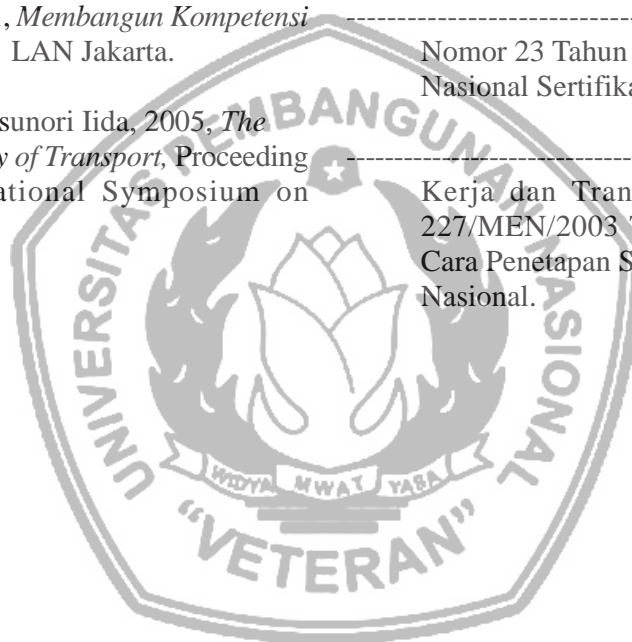 , Membangun Kompetensi
LAN Jakarta.
sunori Iida, 2005, The
y of Transport, Proceeding
ational Symposium on
--------------------------------
Nomor 23 Tahun
Nasional Sertifika
--------------------------------
Kerja dan Tran
227/MEN/2003
Cara Penetapan S
Nasional.
UNIVERSITAS PEMBANGUNAN NASIONAL
WIDYA MWAT YASA
"VETERAN"